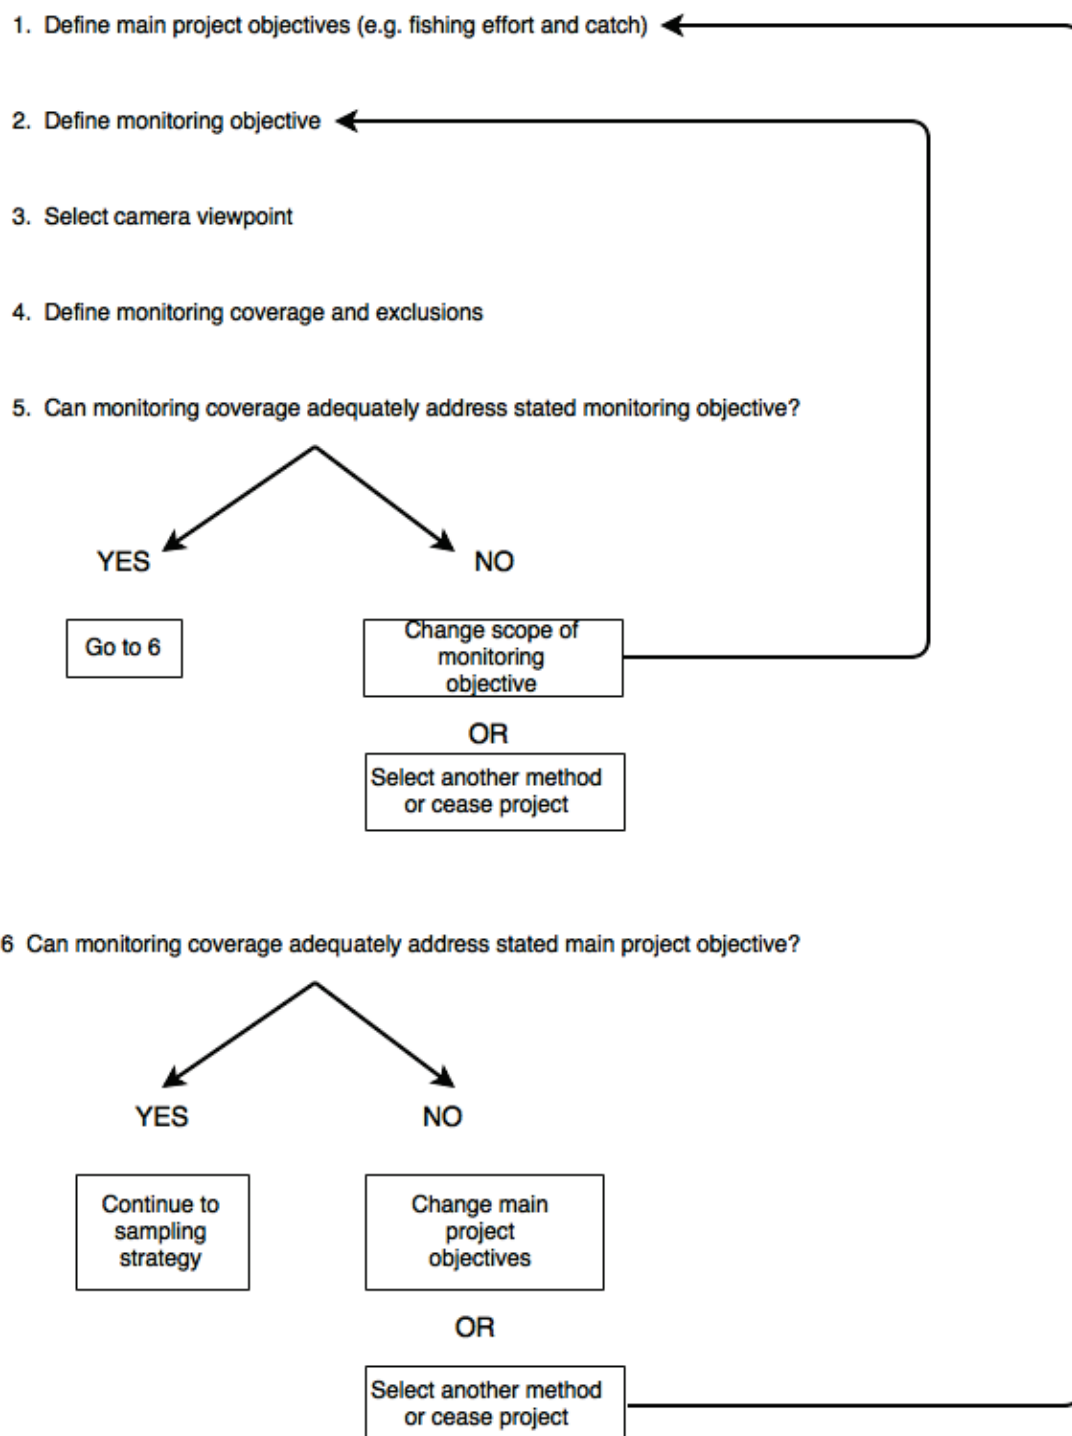 1. Define main project objectives (e.g. fishing effort and catch)
2. Define monitoring objective
3. Select camera viewpoint
4. Define monitoring coverage and exclusions
5. Can monitoring coverage adequately address stated monitoring objective?
YES
NO
Go to 6
Change scope of
monitoring
objective
OR
Select another method
or cease project
6 Can monitoring coverage adequately address stated main project objective?
YES
NO
Continue to
sampling
strategy
Change main
project
objectives
OR
Select another method
or cease project